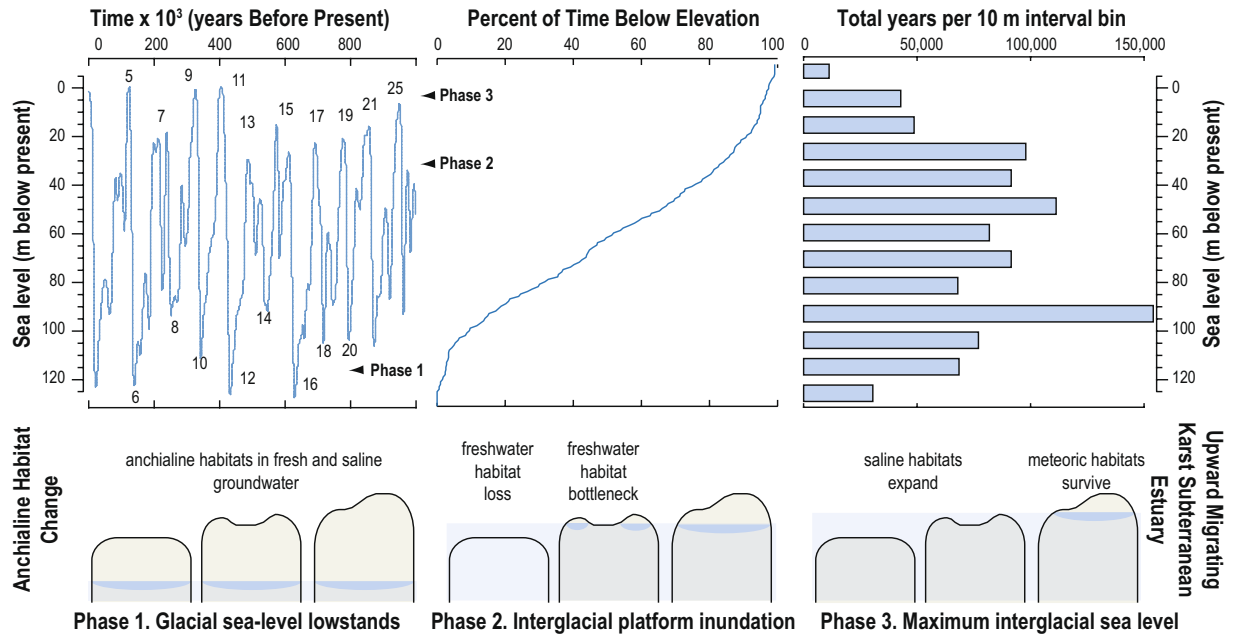 Time x 10³ (years Before Present)
0 200 400 600 800
Sea level (m below present)
0
20
40
60
80
100
120
5
9
11
25
7
13
15
17
19
21
8
10
14
18
20
6
12
16
Phase 3
Phase 2
Phase 1
Percent of Time Below Elevation
0 20 40 60 80 100
Total years per 10 m interval bin
0 50,000 100,000 150,000
0
20
40
60
80
100
120
Sea level (m below present)
Anchialine Habitat
Change
anchialine habitats in fresh and saline
groundwater
Phase 1. Glacial sea-level lowstands
freshwater
habitat
loss
freshwater
habitat
bottleneck
Phase 2. Interglacial platform inundation
saline habitats
expand
meteoric habitats
survive
Phase 3. Maximum interglacial sea level
Upward Migrating
Karst Subterranean
Estuary